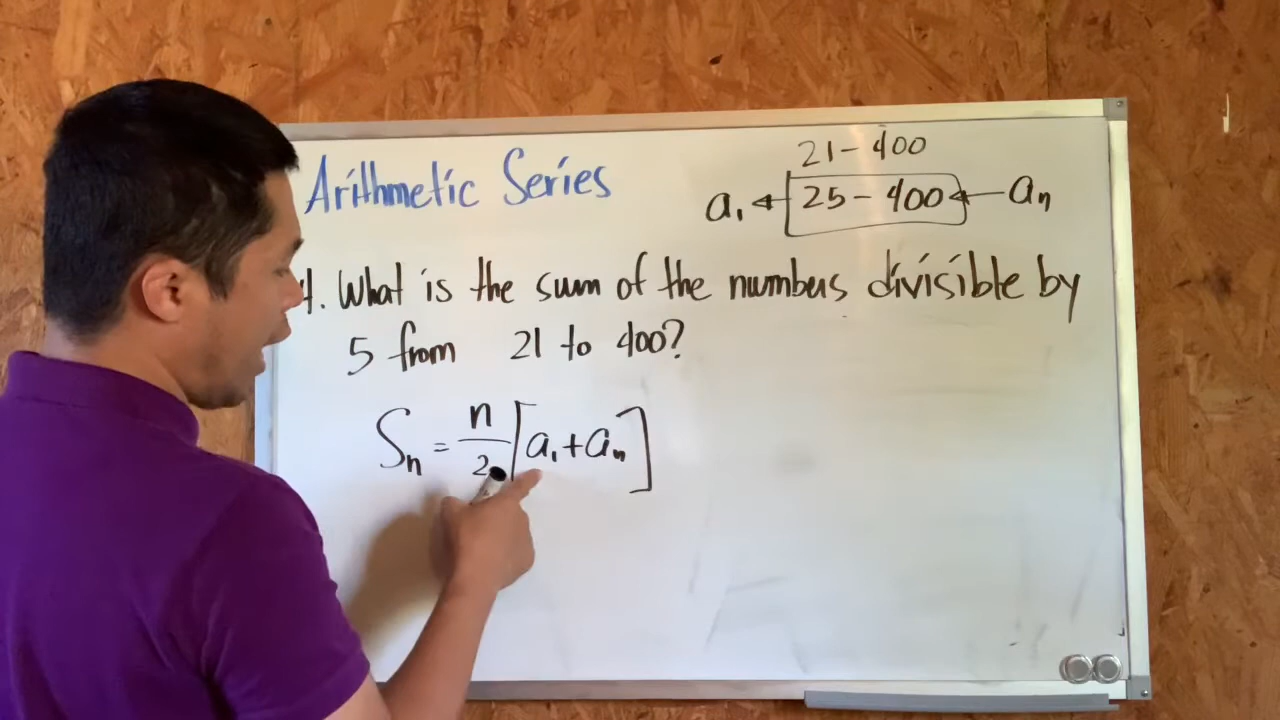 Arithmetic Series
21 - 400
a₁ ← 25 - 400 ← aₙ
4. What is the sum of the numbers divisible by
5 from 21 to 400?
Sₙ = n/2 [a₁ + aₙ]